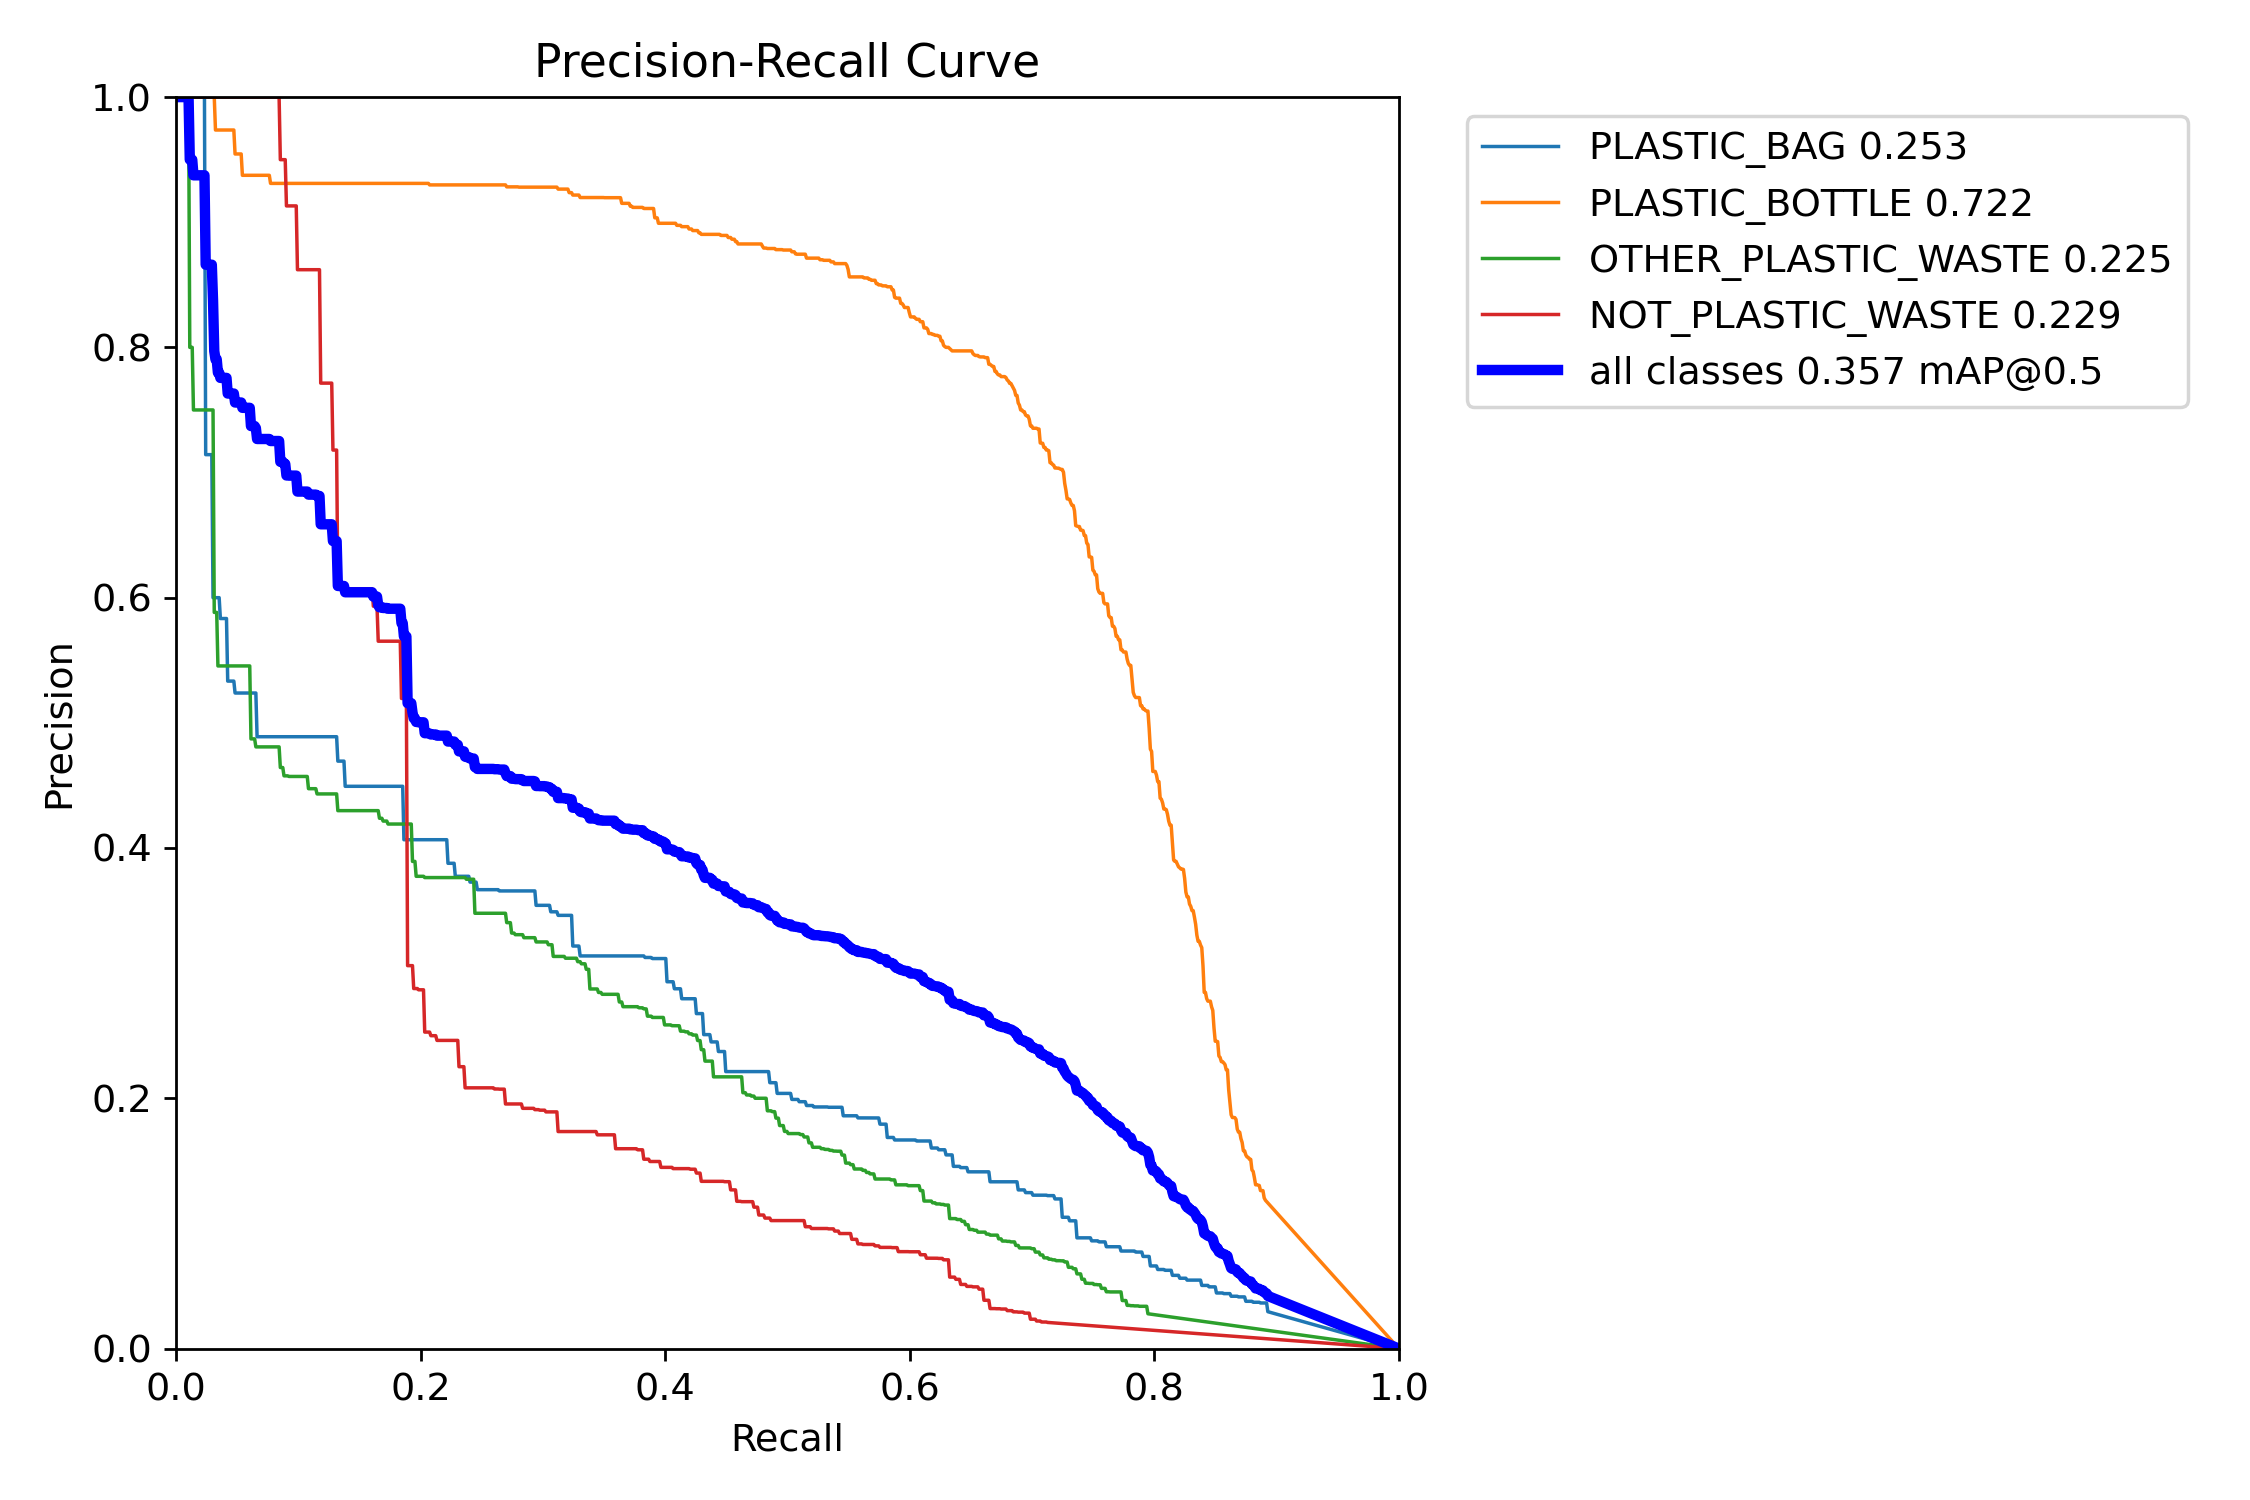 Precision-Recall Curve
1.0
0.8
0.6
0.4
0.2
0.0
Precision
0.0 0.2 0.4 0.6 0.8 1.0
Recall
PLASTIC_BAG 0.253
PLASTIC_BOTTLE 0.722
OTHER_PLASTIC_WASTE 0.225
NOT_PLASTIC_WASTE 0.229
all classes 0.357 mAP@0.5